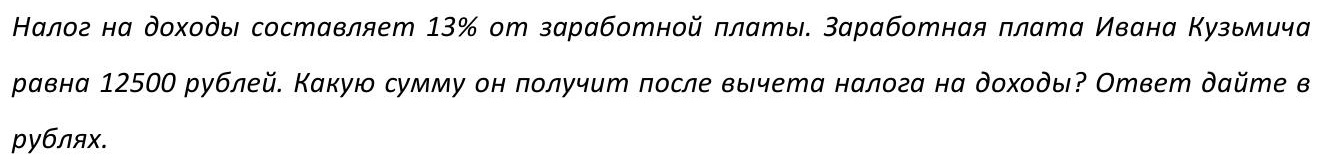 Налог на доходы составляет 13% от заработной платы. Заработная плата Ивана Кузьмича
равна 12500 рублей. Какую сумму он получит после вычета налога на доходы? Ответ дайте в
рублях.